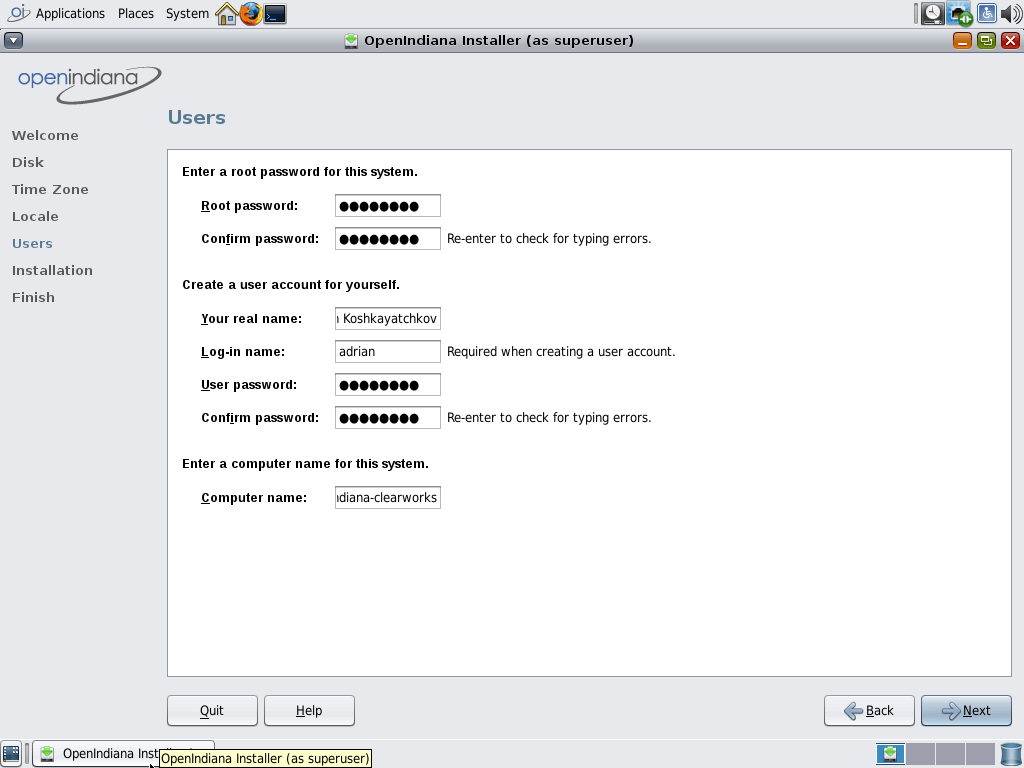 Applications Places System
OpenIndiana Installer (as superuser)
openindiana
Users
Welcome
Disk
Time Zone
Locale
Users
Installation
Finish
Enter a root password for this system.
Root password: ●●●●●●●●
Confirm password: ●●●●●●●● Re-enter to check for typing errors.
Create a user account for yourself.
Your real name: Koshkayatchkov
Log-in name: adrian Required when creating a user account.
User password: ●●●●●●●●
Confirm password: ●●●●●●●● Re-enter to check for typing errors.
Enter a computer name for this system.
Computer name: diana-clearworks
Quit Help Back Next
OpenIndiana Inst
OpenIndiana Installer (as superuser)